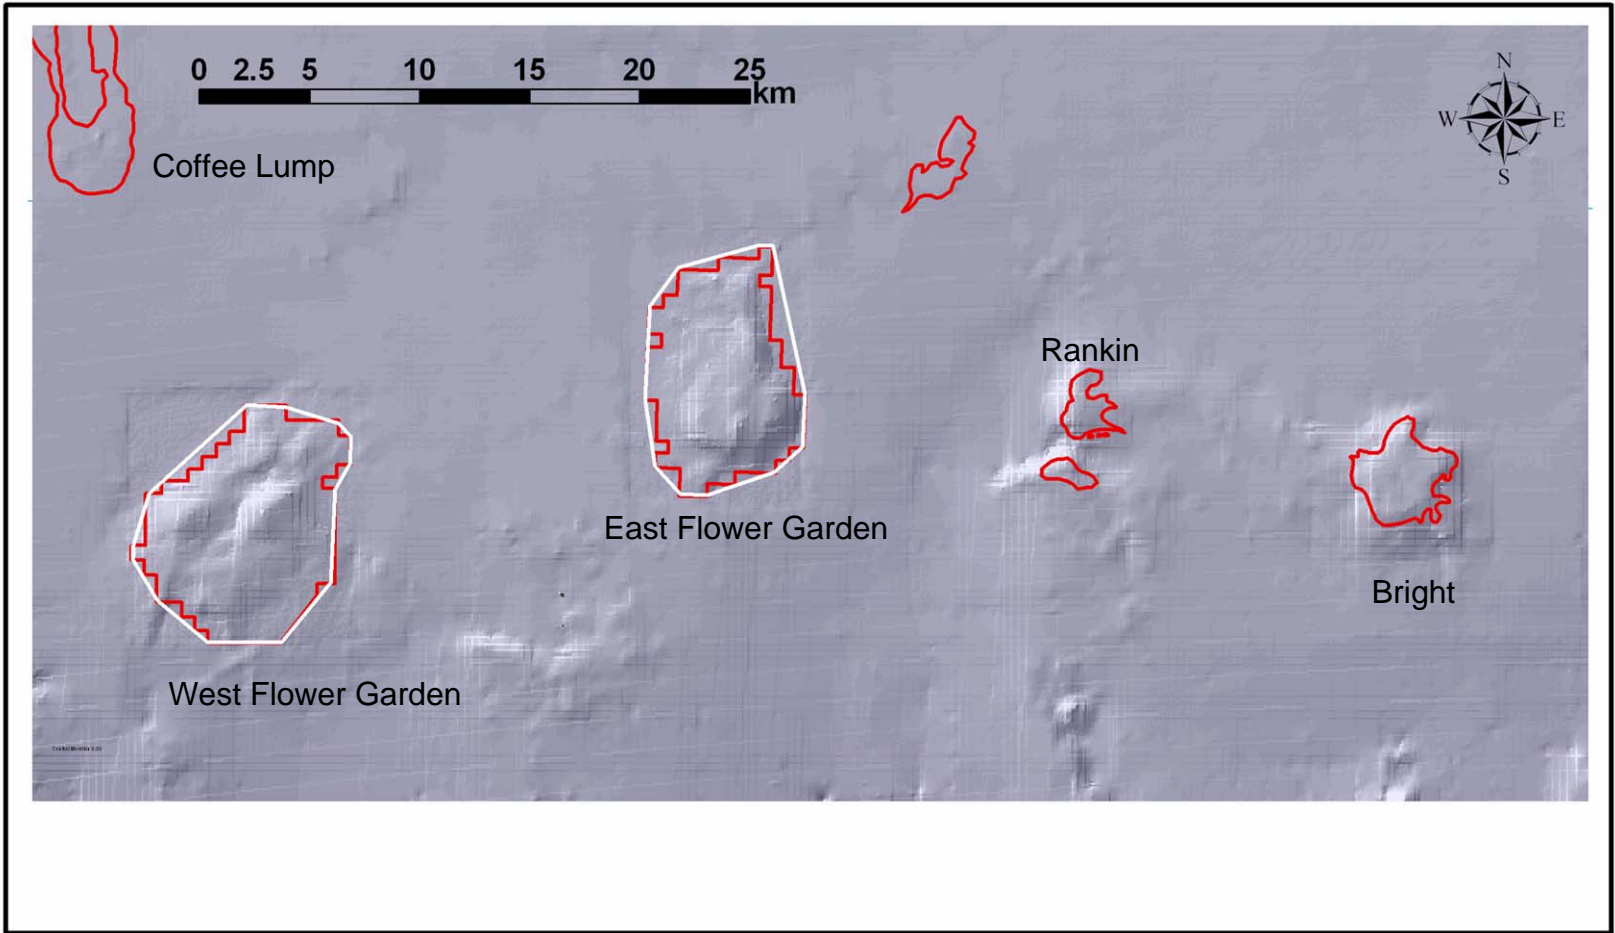 0 2.5 5 10 15 20 25
km
N
W E
S
Coffee Lump
Rankin
East Flower Garden
Bright
West Flower Garden